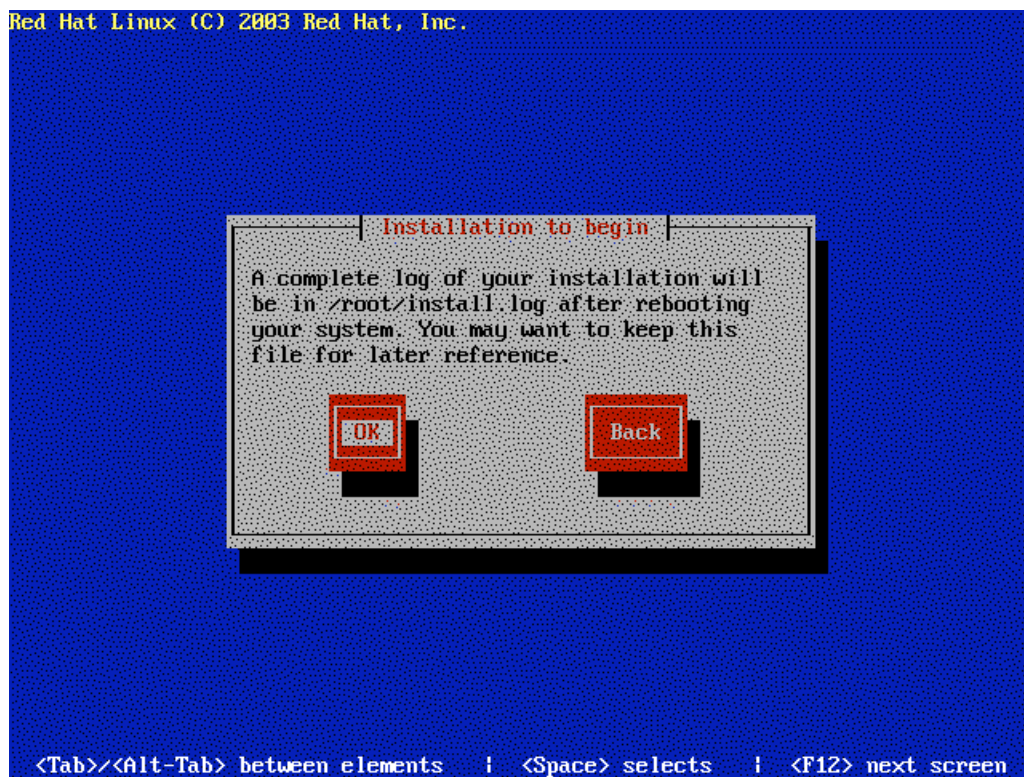 Red Hat Linux (C) 2003 Red Hat, Inc.
Installation to begin
A complete log of your installation will
be in /root/install.log after rebooting
your system. You may want to keep this
file for later reference.
OK Back
<Tab>/<Alt-Tab> between elements | <Space> selects | <F12> next screen